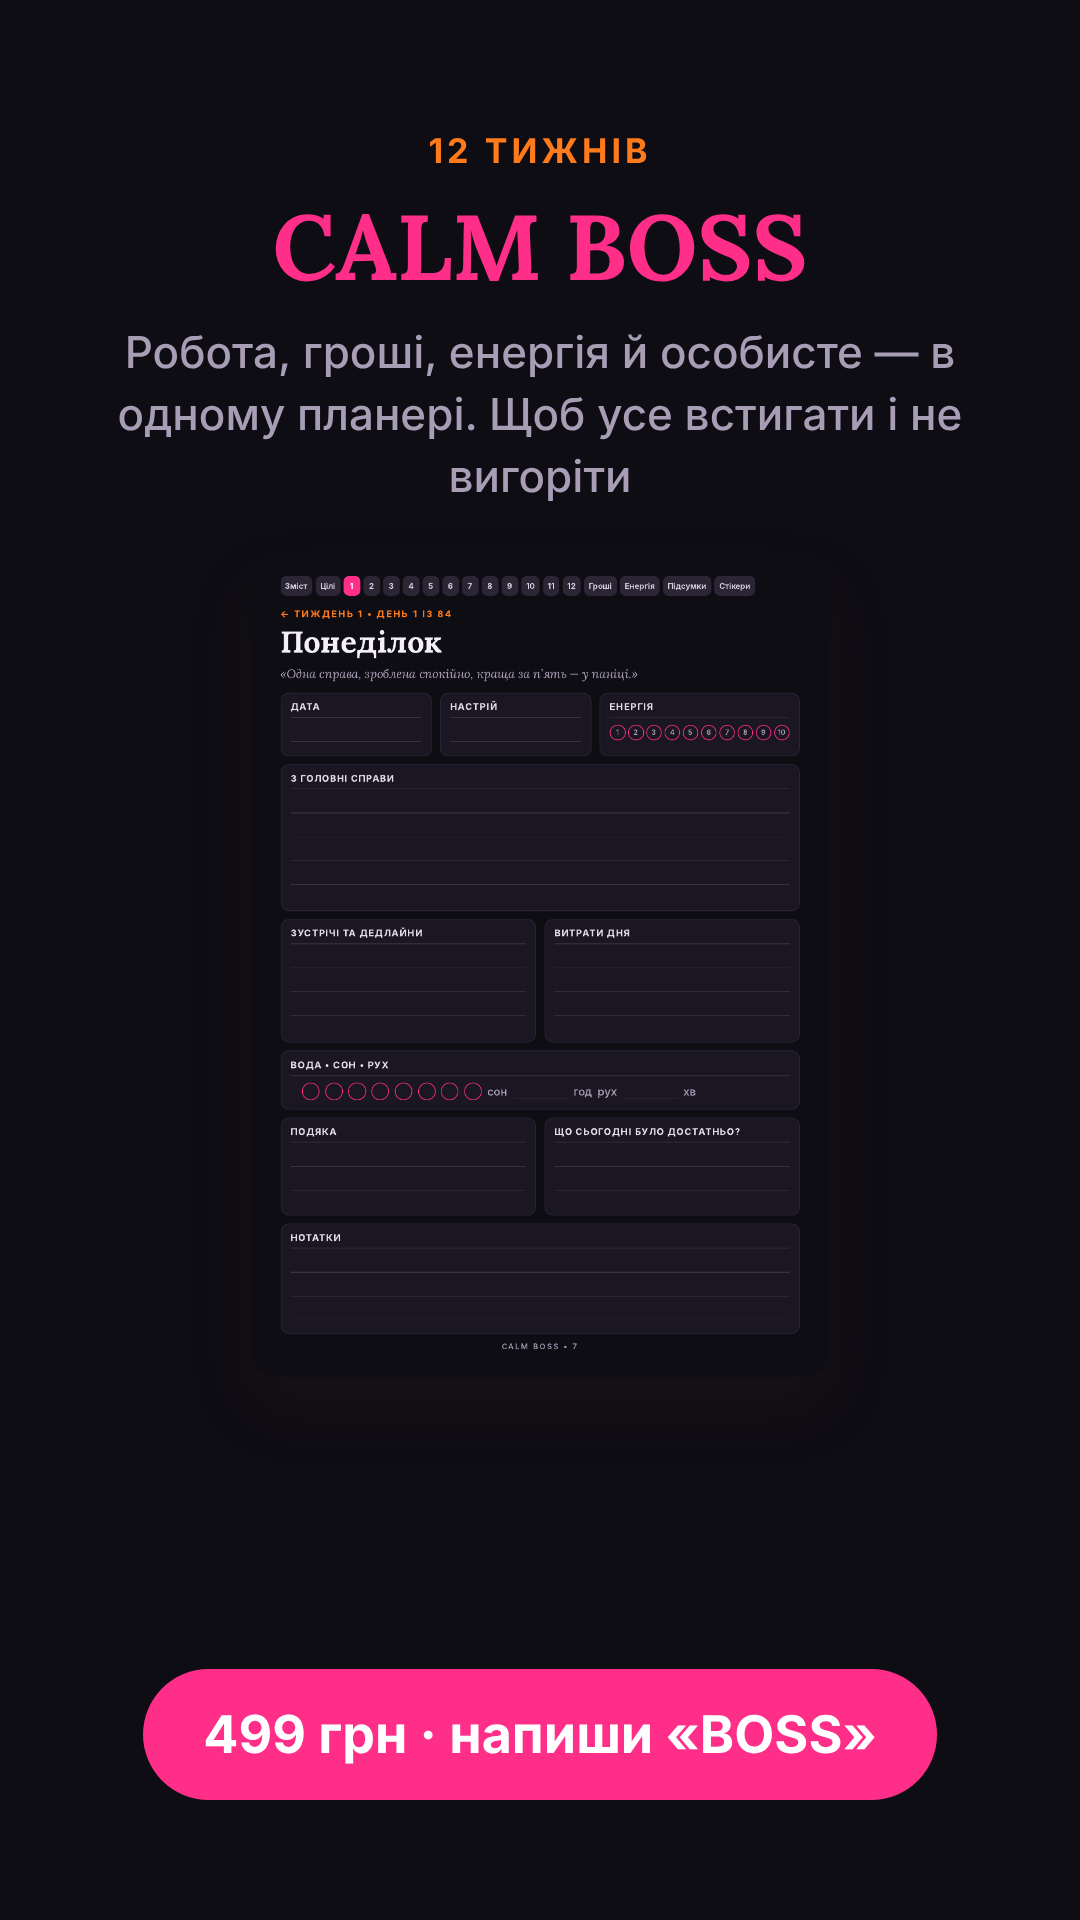 12 ТИЖНІВ
CALM BOSS
Робота, гроші, енергія й особисте — в
одному планері. Щоб усе встигати і не
вигоріти
Зміст Цілі 1 2 3 4 5 6 7 8 9 10 11 12 Гроші Енергія Підсумки Стікери
← ТИЖДЕНЬ 1 • ДЕНЬ 1 ІЗ 84
Понеділок
«Одна справа, зроблена спокійно, краща за п'ять — у паніці.»
ДАТА НАСТРІЙ ЕНЕРГІЯ
1 2 3 4 5 6 7 8 9 10
3 ГОЛОВНІ СПРАВИ
ЗУСТРІЧІ ТА ДЕДЛАЙНИ ВИТРАТИ ДНЯ
ВОДА • СОН • РУХ
сон год рух хв
ПОДЯКА ЩО СЬОГОДНІ БУЛО ДОСТАТНЬО?
НОТАТКИ
CALM BOSS • 7
499 грн · напиши «BOSS»